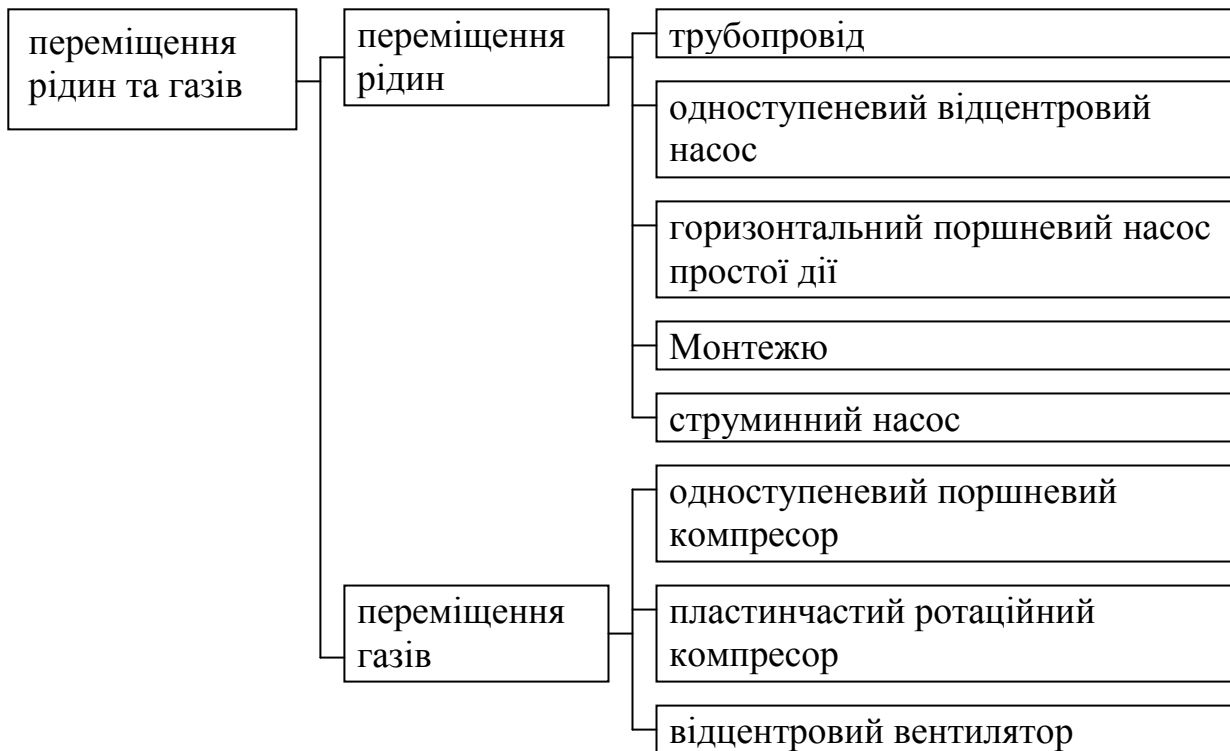 переміщення
рідин та газів
переміщення
рідин
трубопровід
одноступеневий відцентровий
насос
горизонтальний поршневий насос
простої дії
Монтежю
струминний насос
переміщення
газів
одноступеневий поршневий
компресор
пластинчастий ротаційний
компресор
відцентровий вентилятор